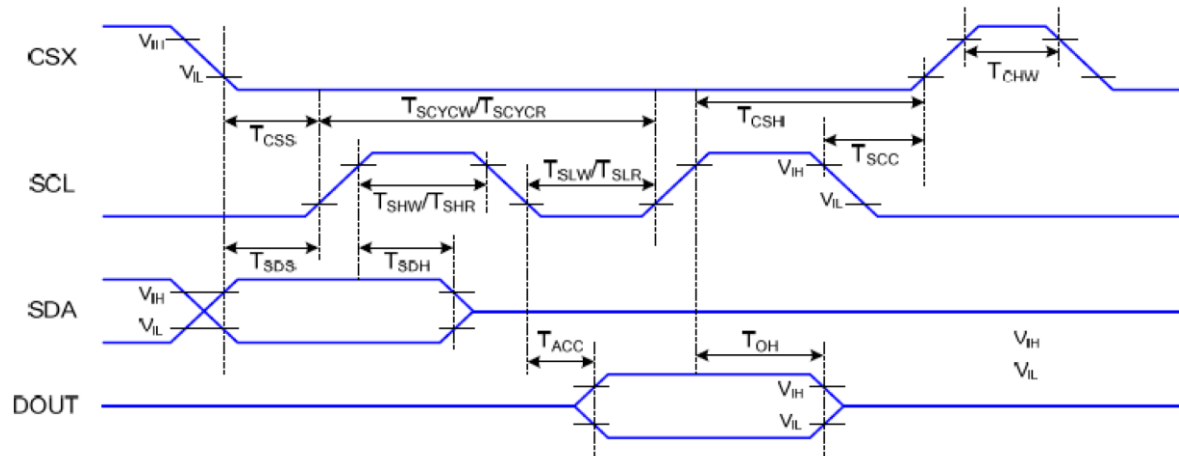 CSX
VIH
VIL
TCHW
TSCYCW/TSCYCR
TCSS
TCSH
TSCC
SCL
TSLW/TSLR
VIH
TSHW/TSHR
VIL
TSDS
TSDH
SDA
VIH
VIL
TACC
TOH
VIH
VIL
DOUT
VIH
VIL